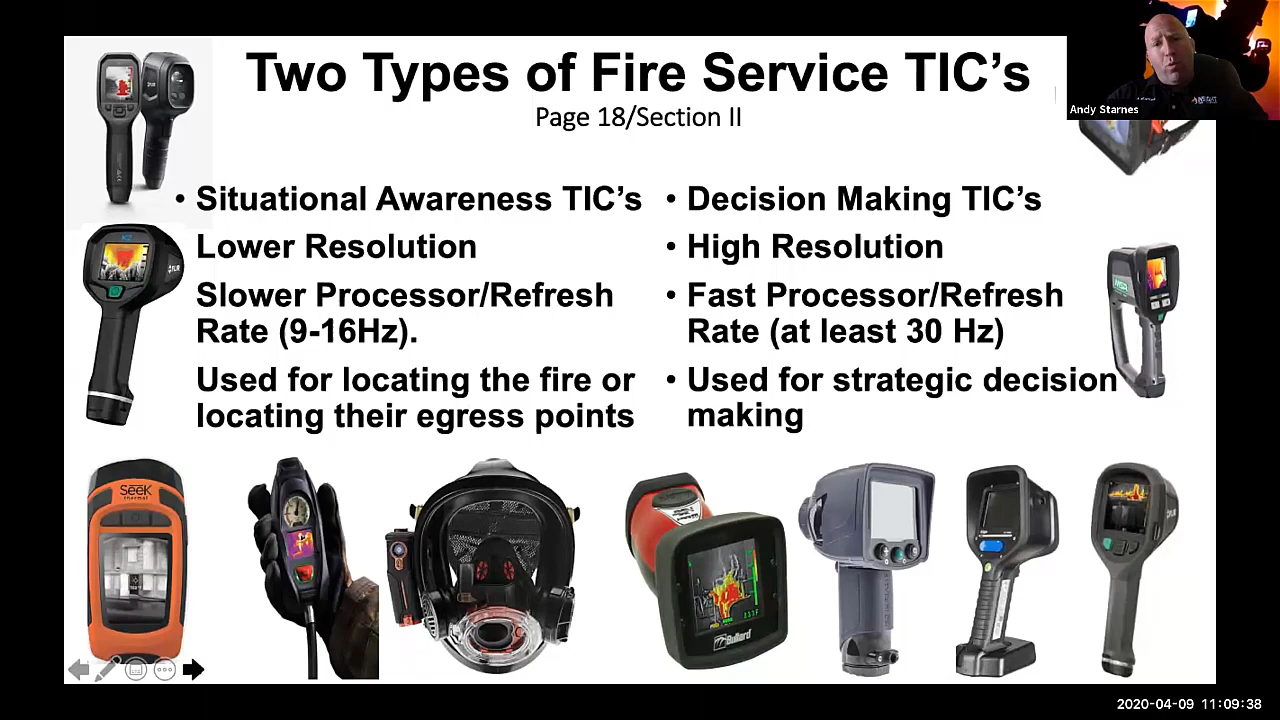 Two Types of Fire Service TIC's
Page 18/Section II
Andy Starnes
• Situational Awareness TIC's
Lower Resolution
Slower Processor/Refresh
Rate (9-16Hz).
Used for locating the fire or
locating their egress points
• Decision Making TIC's
• High Resolution
• Fast Processor/Refresh
Rate (at least 30 Hz)
• Used for strategic decision
making
K2
FLIR
MSA
Seek
thermal
Bullard
FLIR
2020-04-09 11:09:38